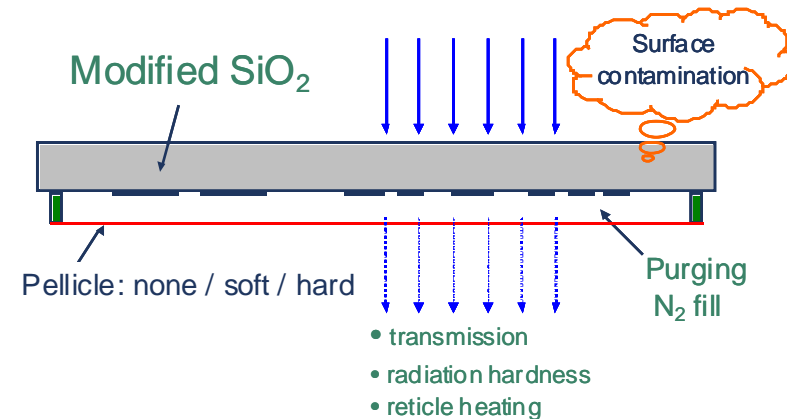 Modified SiO₂
Surface
contamination
Pellicle: none / soft / hard
Purging
N₂ fill
• transmission
• radiation hardness
• reticle heating